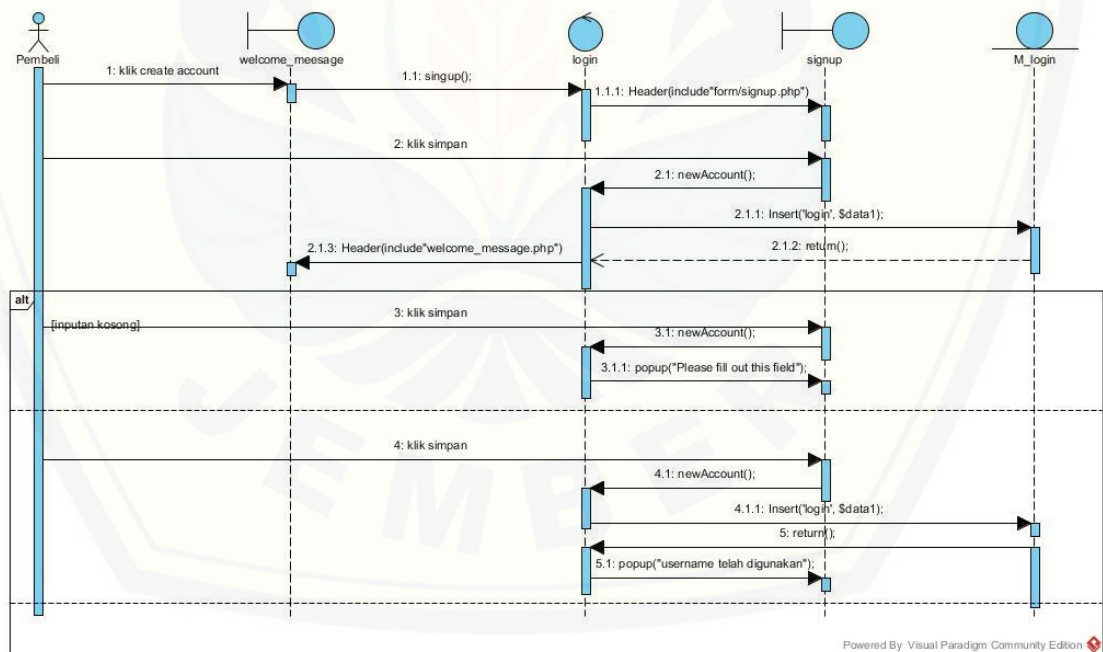 Pembeli
welcome_meesage
login
signup
M_login
1: klik create account
1.1: singup();
1.1.1: Header(include"form/signup.php")
2: klik simpan
2.1: newAccount();
2.1.1: Insert('login', $data1);
2.1.2: return();
2.1.3: Header(include"welcome_message.php")
alt
[inputan kosong]
3: klik simpan
3.1: newAccount();
3.1.1: popup("Please fill out this field");
4: klik simpan
4.1: newAccount();
4.1.1: Insert('login', $data1);
5: return();
5.1: popup("username telah digunakan");
JEMBER
Powered By Visual Paradigm Community Edition